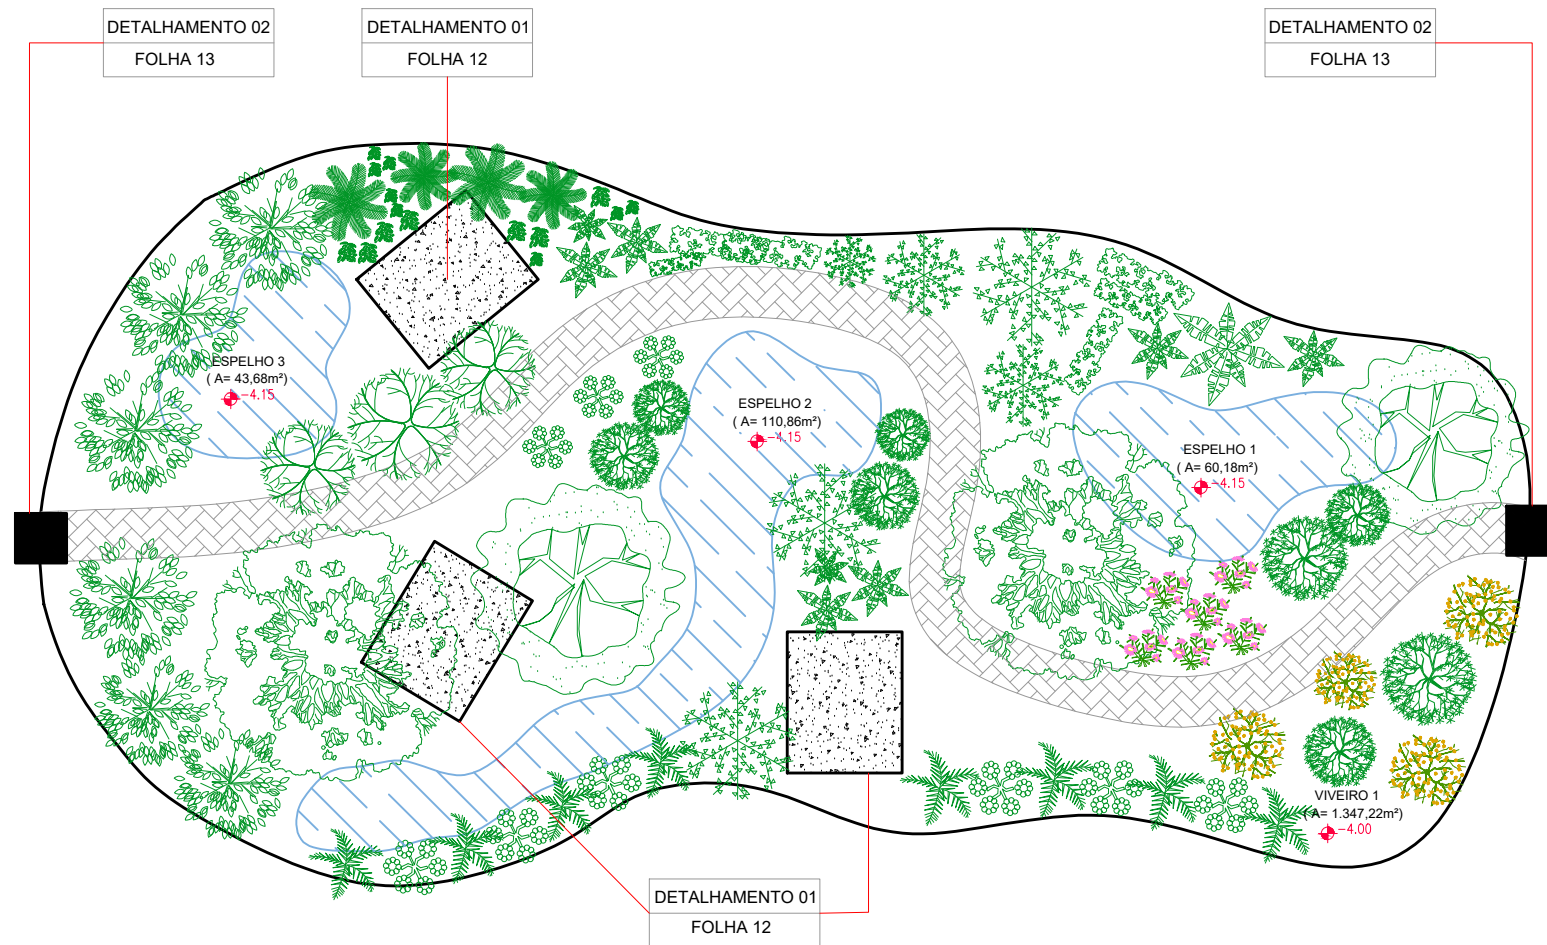 DETALHAMENTO 02
FOLHA 13
DETALHAMENTO 01
FOLHA 12
DETALHAMENTO 02
FOLHA 13
ESPELHO 3
( A= 43,68m²)
-4.15
ESPELHO 2
( A= 110,86m²)
-4.15
ESPELHO 1
( A= 60,18m²)
-4.15
VIVEIRO 1
( A= 1.347,22m²)
-4.00
DETALHAMENTO 01
FOLHA 12